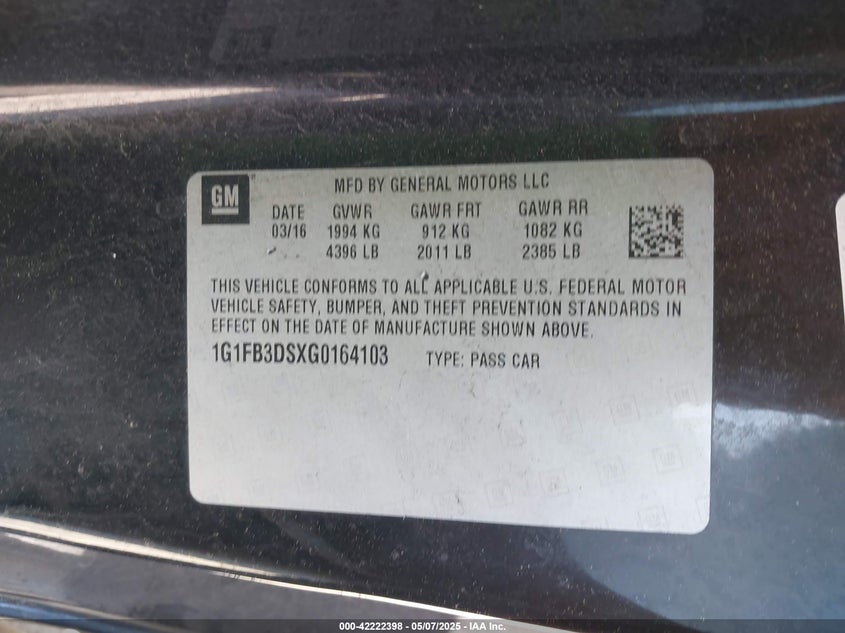 GM
MFD BY GENERAL MOTORS LLC
DATE GVWR GAWR FRT GAWR RR
03/16 1994 KG 912 KG 1082 KG
4396 LB 2011 LB 2385 LB
THIS VEHICLE CONFORMS TO ALL APPLICABLE U.S. FEDERAL MOTOR
VEHICLE SAFETY, BUMPER, AND THEFT PREVENTION STANDARDS IN
EFFECT ON THE DATE OF MANUFACTURE SHOWN ABOVE.
1G1FB3DSXG0164103 TYPE: PASS CAR
000-42222398 - 05/07/2025 - IAA Inc.